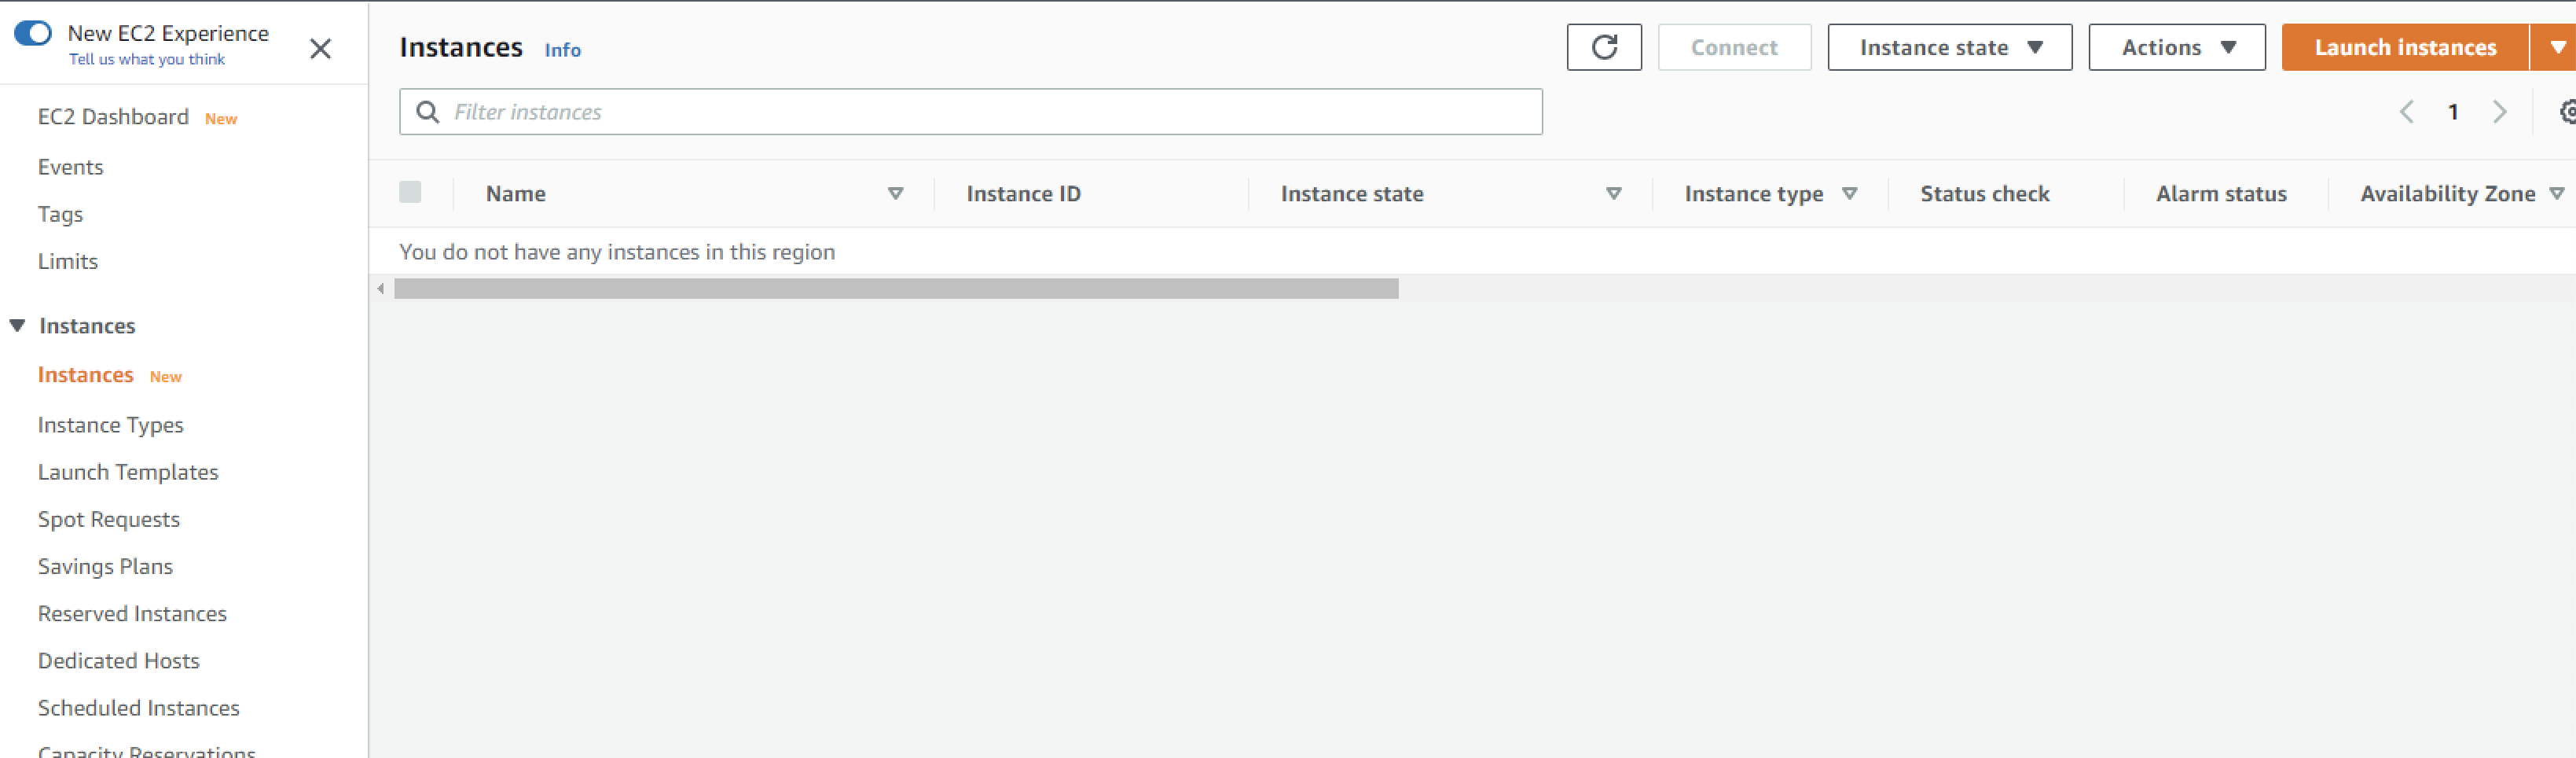 New EC2 Experience
Tell us what you think
EC2 Dashboard New
Events
Tags
Limits
Instances
Instances New
Instance Types
Launch Templates
Spot Requests
Savings Plans
Reserved Instances
Dedicated Hosts
Scheduled Instances
Capacity Reservations
Instances Info
Connect
Instance state
Actions
Launch instances
Filter instances
1
Name Instance ID Instance state Instance type Status check Alarm status Availability Zone
You do not have any instances in this region